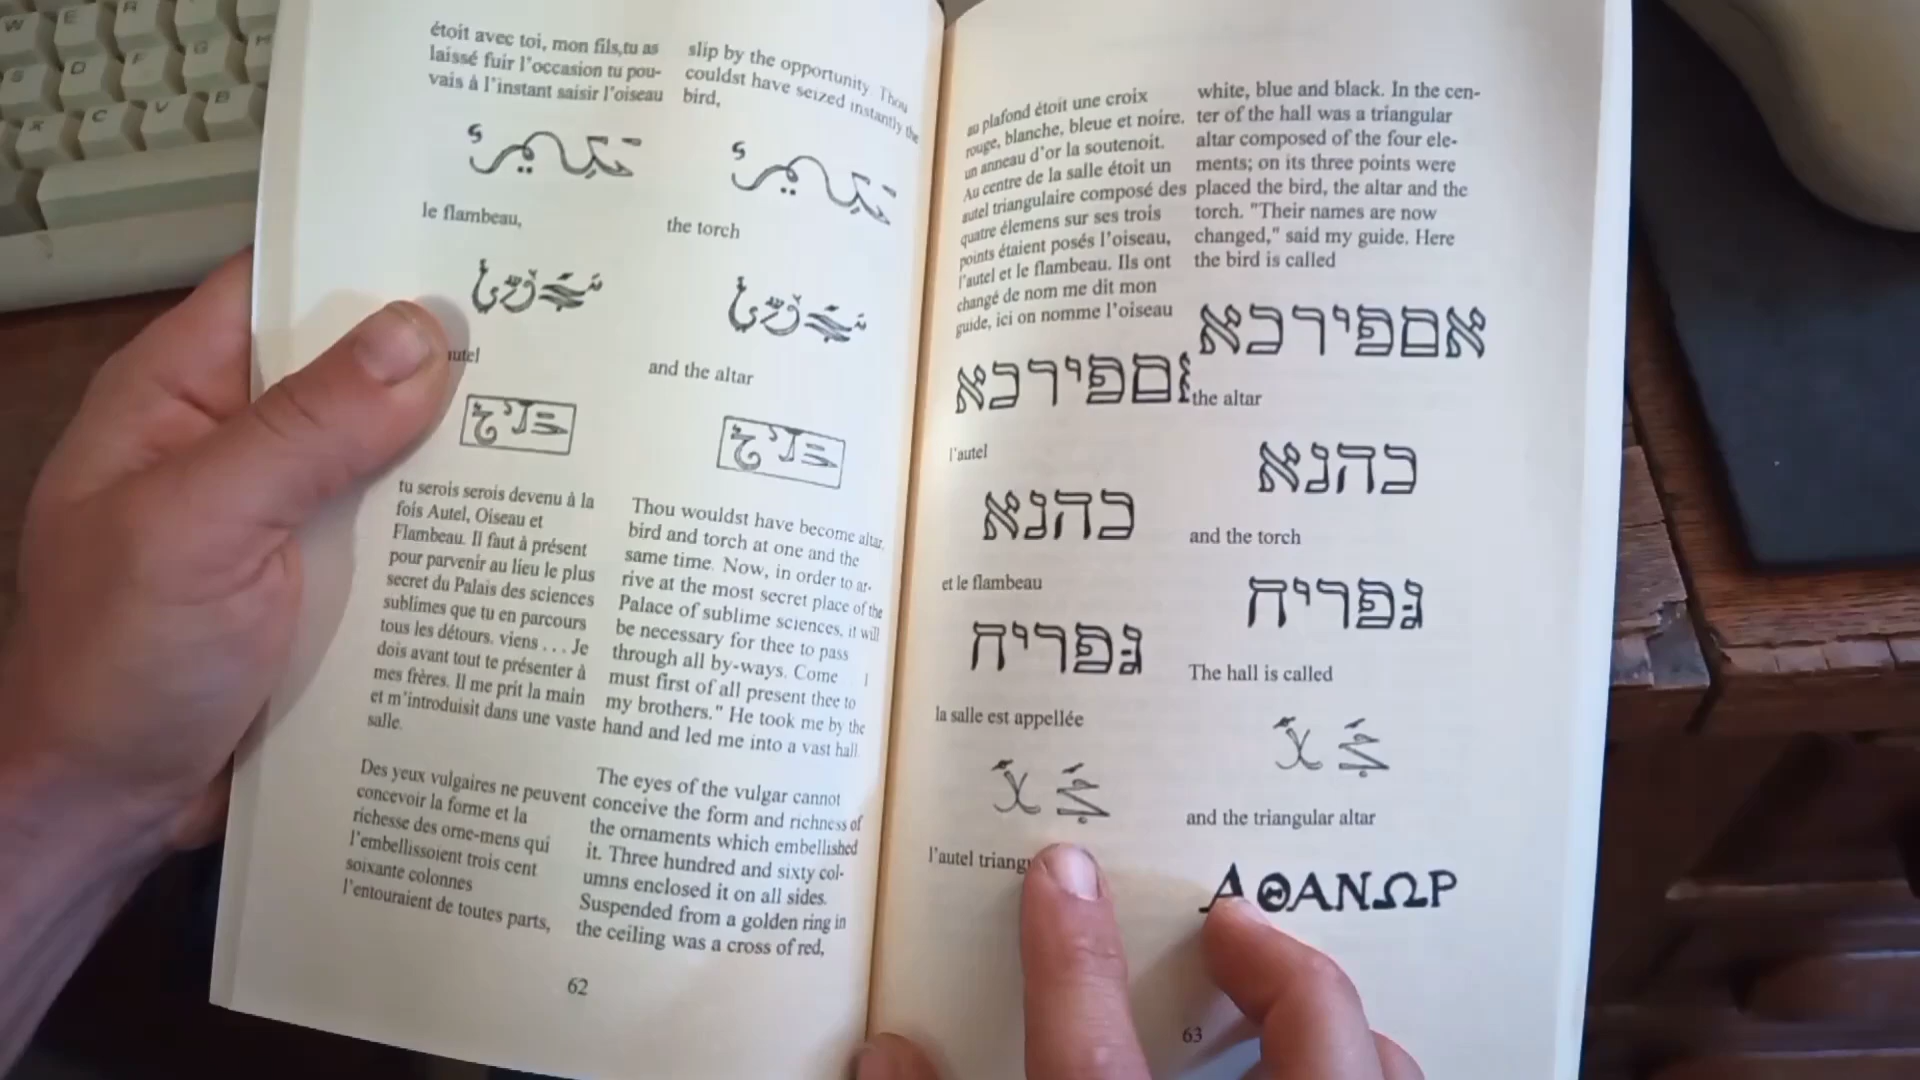 étoit avec toi, mon fils,tu as
laissé fuir l'occasion tu pou-
vais à l'instant saisir l'oiseau
le flambeau,
autel
tu serois serois devenu à la
fois Autel, Oiseau et
Flambeau. Il faut à présent
pour parvenir au lieu le plus
secret du Palais des sciences
sublimes que tu en parcours
tous les détours. viens . . . Je
dois avant tout te présenter à
mes frères. Il me prit la main
et m'introduisit dans une vaste
salle.
Des yeux vulgaires ne peuvent
concevoir la forme et la
richesse des orne-mens qui
l'embellissoient trois cent
soixante colonnes
l'entouraient de toutes parts,
slip by the opportunity. Thou
couldst have seized instantly the
bird,
the torch
and the altar
Thou wouldst have become altar,
bird and torch at one and the
same time. Now, in order to ar-
rive at the most secret place of the
Palace of sublime sciences, it will
be necessary for thee to pass
through all by-ways. Come I
must first of all present thee to
my brothers." He took me by the
hand and led me into a vast hall.
The eyes of the vulgar cannot
conceive the form and richness of
the ornaments which embellished
it. Three hundred and sixty col-
umns enclosed it on all sides.
Suspended from a golden ring in
the ceiling was a cross of red,
62
au plafond étoit une croix
rouge, blanche, bleue et noire.
un anneau d'or la soutenoit.
Au centre de la salle étoit un
autel triangulaire composé des
quatre élemens sur ses trois
points étaient posés l'oiseau,
l'autel et le flambeau. Ils ont
changé de nom me dit mon
guide, ici on nomme l'oiseau
אםפירכא
l'autel
כהנא
et le flambeau
גפריח
la salle est appellée
l'autel
white, blue and black. In the cen-
ter of the hall was a triangular
altar composed of the four ele-
ments; on its three points were
placed the bird, the altar and the
torch. "Their names are now
changed," said my guide. Here
the bird is called
אםפירכא
the altar
כהנא
and the torch
גפריח
The hall is called
and the triangular altar
ΑΘΑΝΩΡ
63